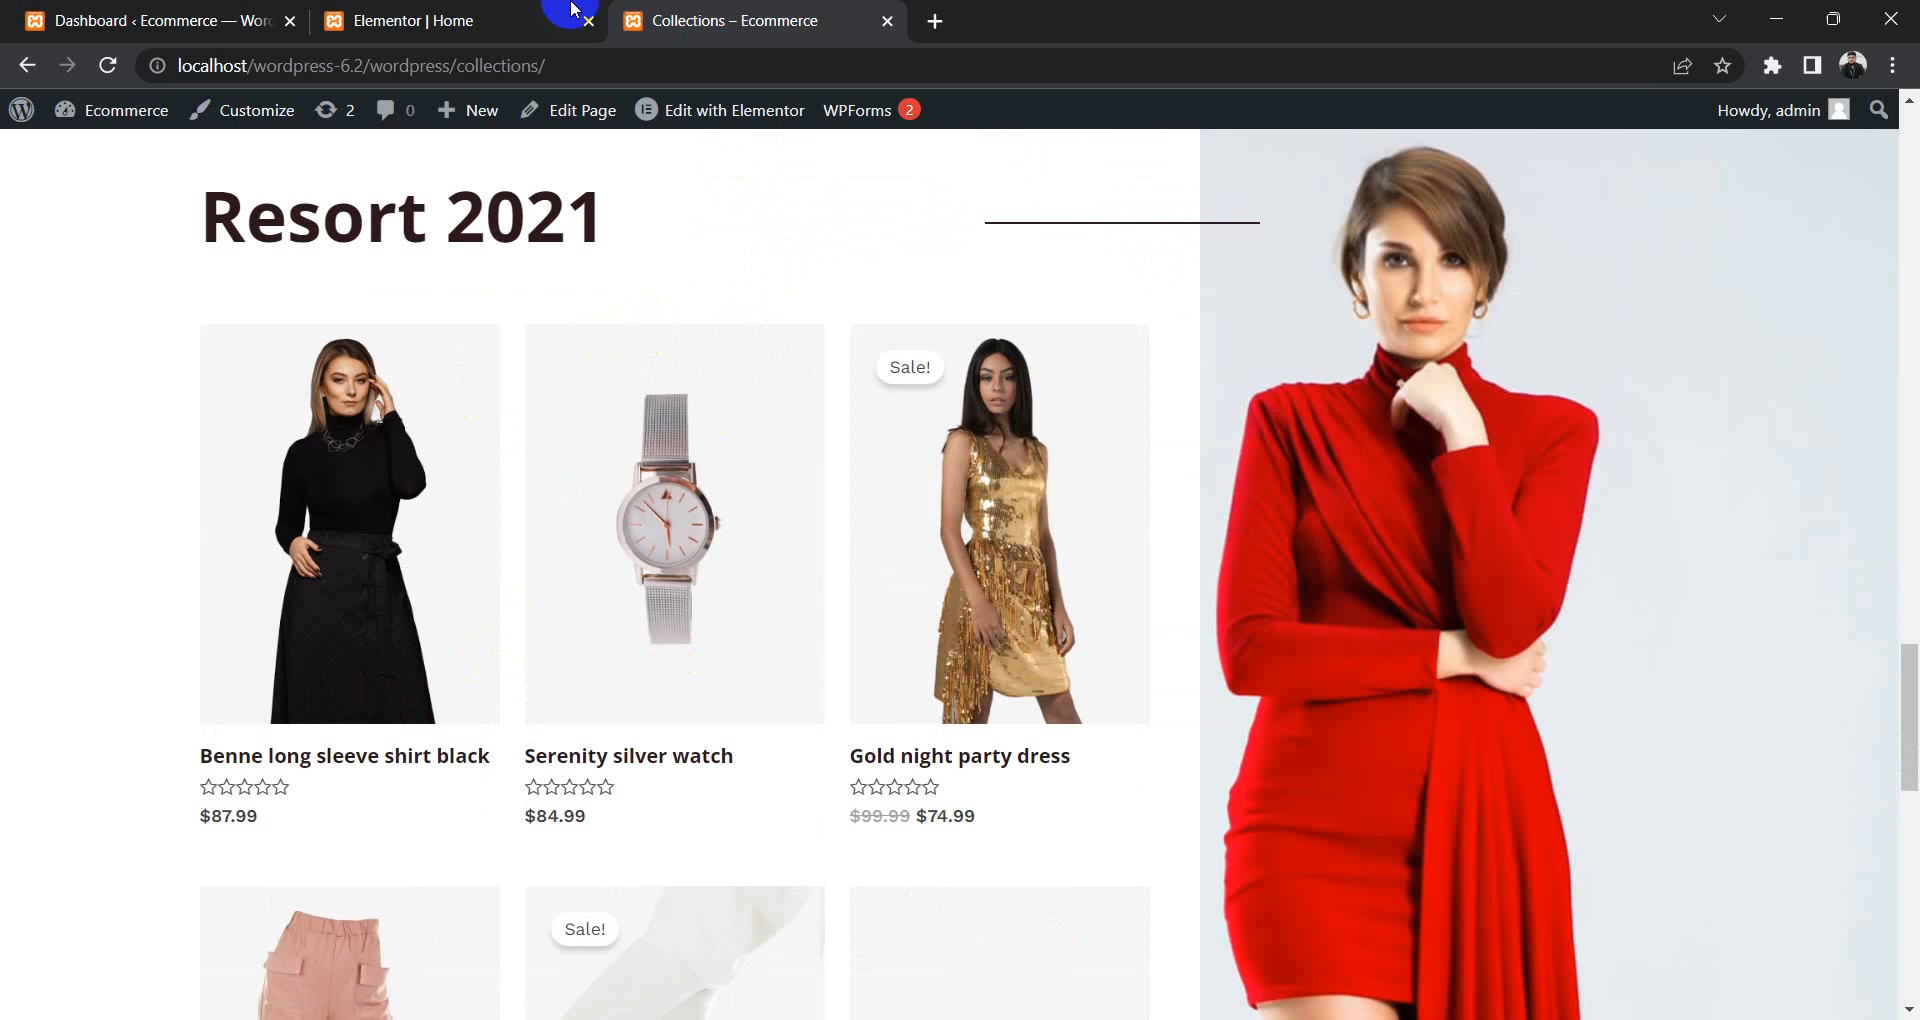 Dashboard ‹ Ecommerce — Wor
Elementor | Home
Collections – Ecommerce
localhost/wordpress-6.2/wordpress/collections/
Ecommerce
Customize
2
0
New
Edit Page
Edit with Elementor
WPForms 2
Howdy, admin
Resort 2021
Sale!
Benne long sleeve shirt black
$87.99
Serenity silver watch
$84.99
Gold night party dress
$99.99 $74.99
Sale!